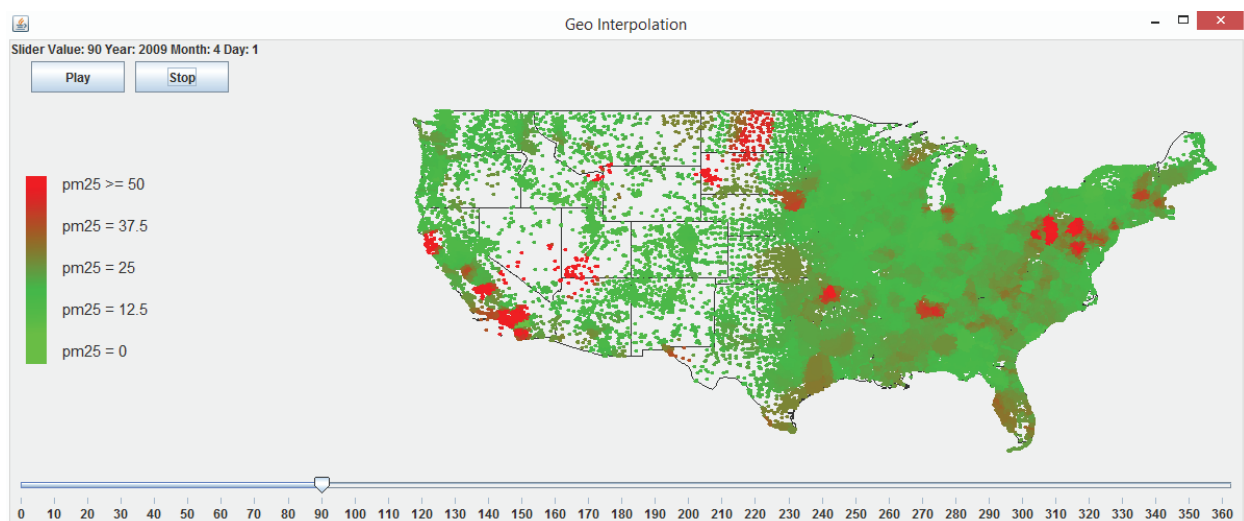 Geo Interpolation
Slider Value: 90 Year: 2009 Month: 4 Day: 1
Play Stop
pm25 >= 50
pm25 = 37.5
pm25 = 25
pm25 = 12.5
pm25 = 0
0 10 20 30 40 50 60 70 80 90 100 110 120 130 140 150 160 170 180 190 200 210 220 230 240 250 260 270 280 290 300 310 320 330 340 350 360